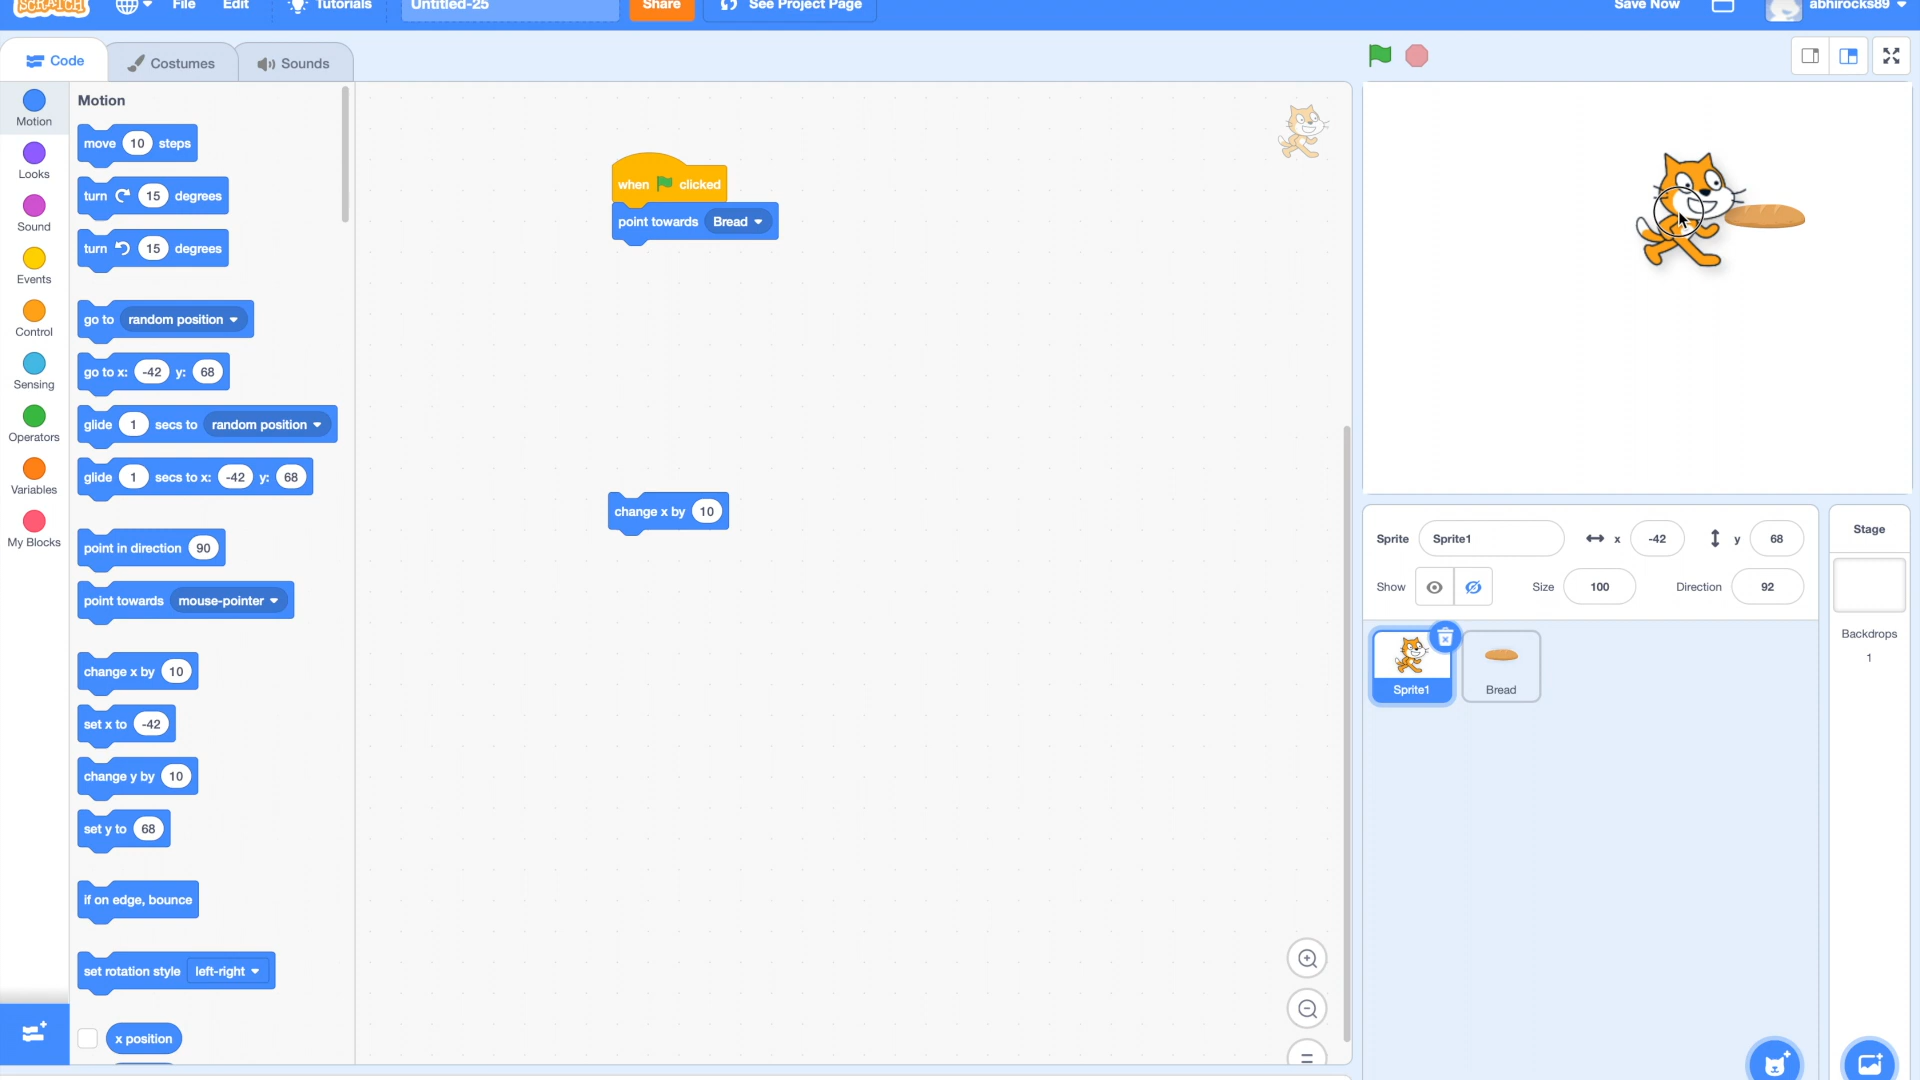 SCRATCH File Edit Tutorials Untitled-25 Share See Project Page Save Now abhirocks89
Code Costumes Sounds
Motion
Looks
Sound
Events
Control
Sensing
Operators
Variables
My Blocks
Motion
move 10 steps
turn 15 degrees
turn 15 degrees
go to random position
go to x: -42 y: 68
glide 1 secs to random position
glide 1 secs to x: -42 y: 68
point in direction 90
point towards mouse-pointer
change x by 10
set x to -42
change y by 10
set y to 68
if on edge, bounce
set rotation style left-right
x position
when clicked
point towards Bread
change x by 10
Sprite Sprite1 x -42 y 68
Show Size 100 Direction 92
Sprite1 Bread
Stage
Backdrops
1